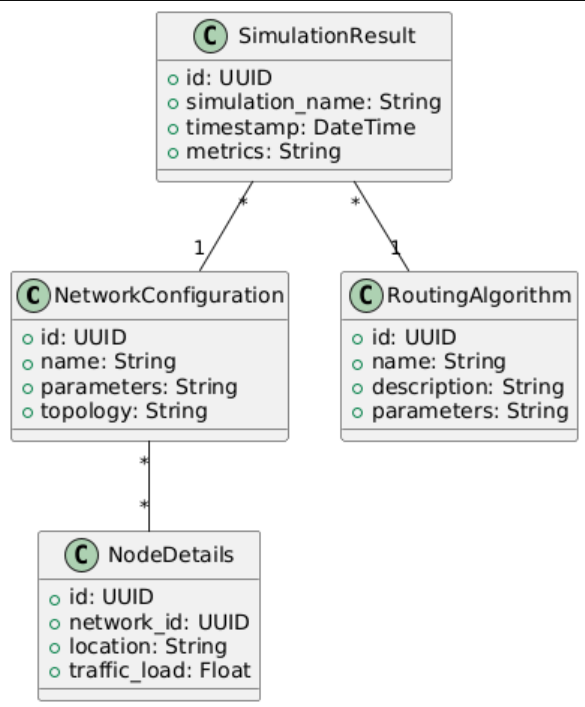 C SimulationResult
id: UUID
simulation_name: String
timestamp: DateTime
metrics: String
* *
1 1
C NetworkConfiguration
id: UUID
name: String
parameters: String
topology: String
C RoutingAlgorithm
id: UUID
name: String
description: String
parameters: String
*
*
C NodeDetails
id: UUID
network_id: UUID
location: String
traffic_load: Float